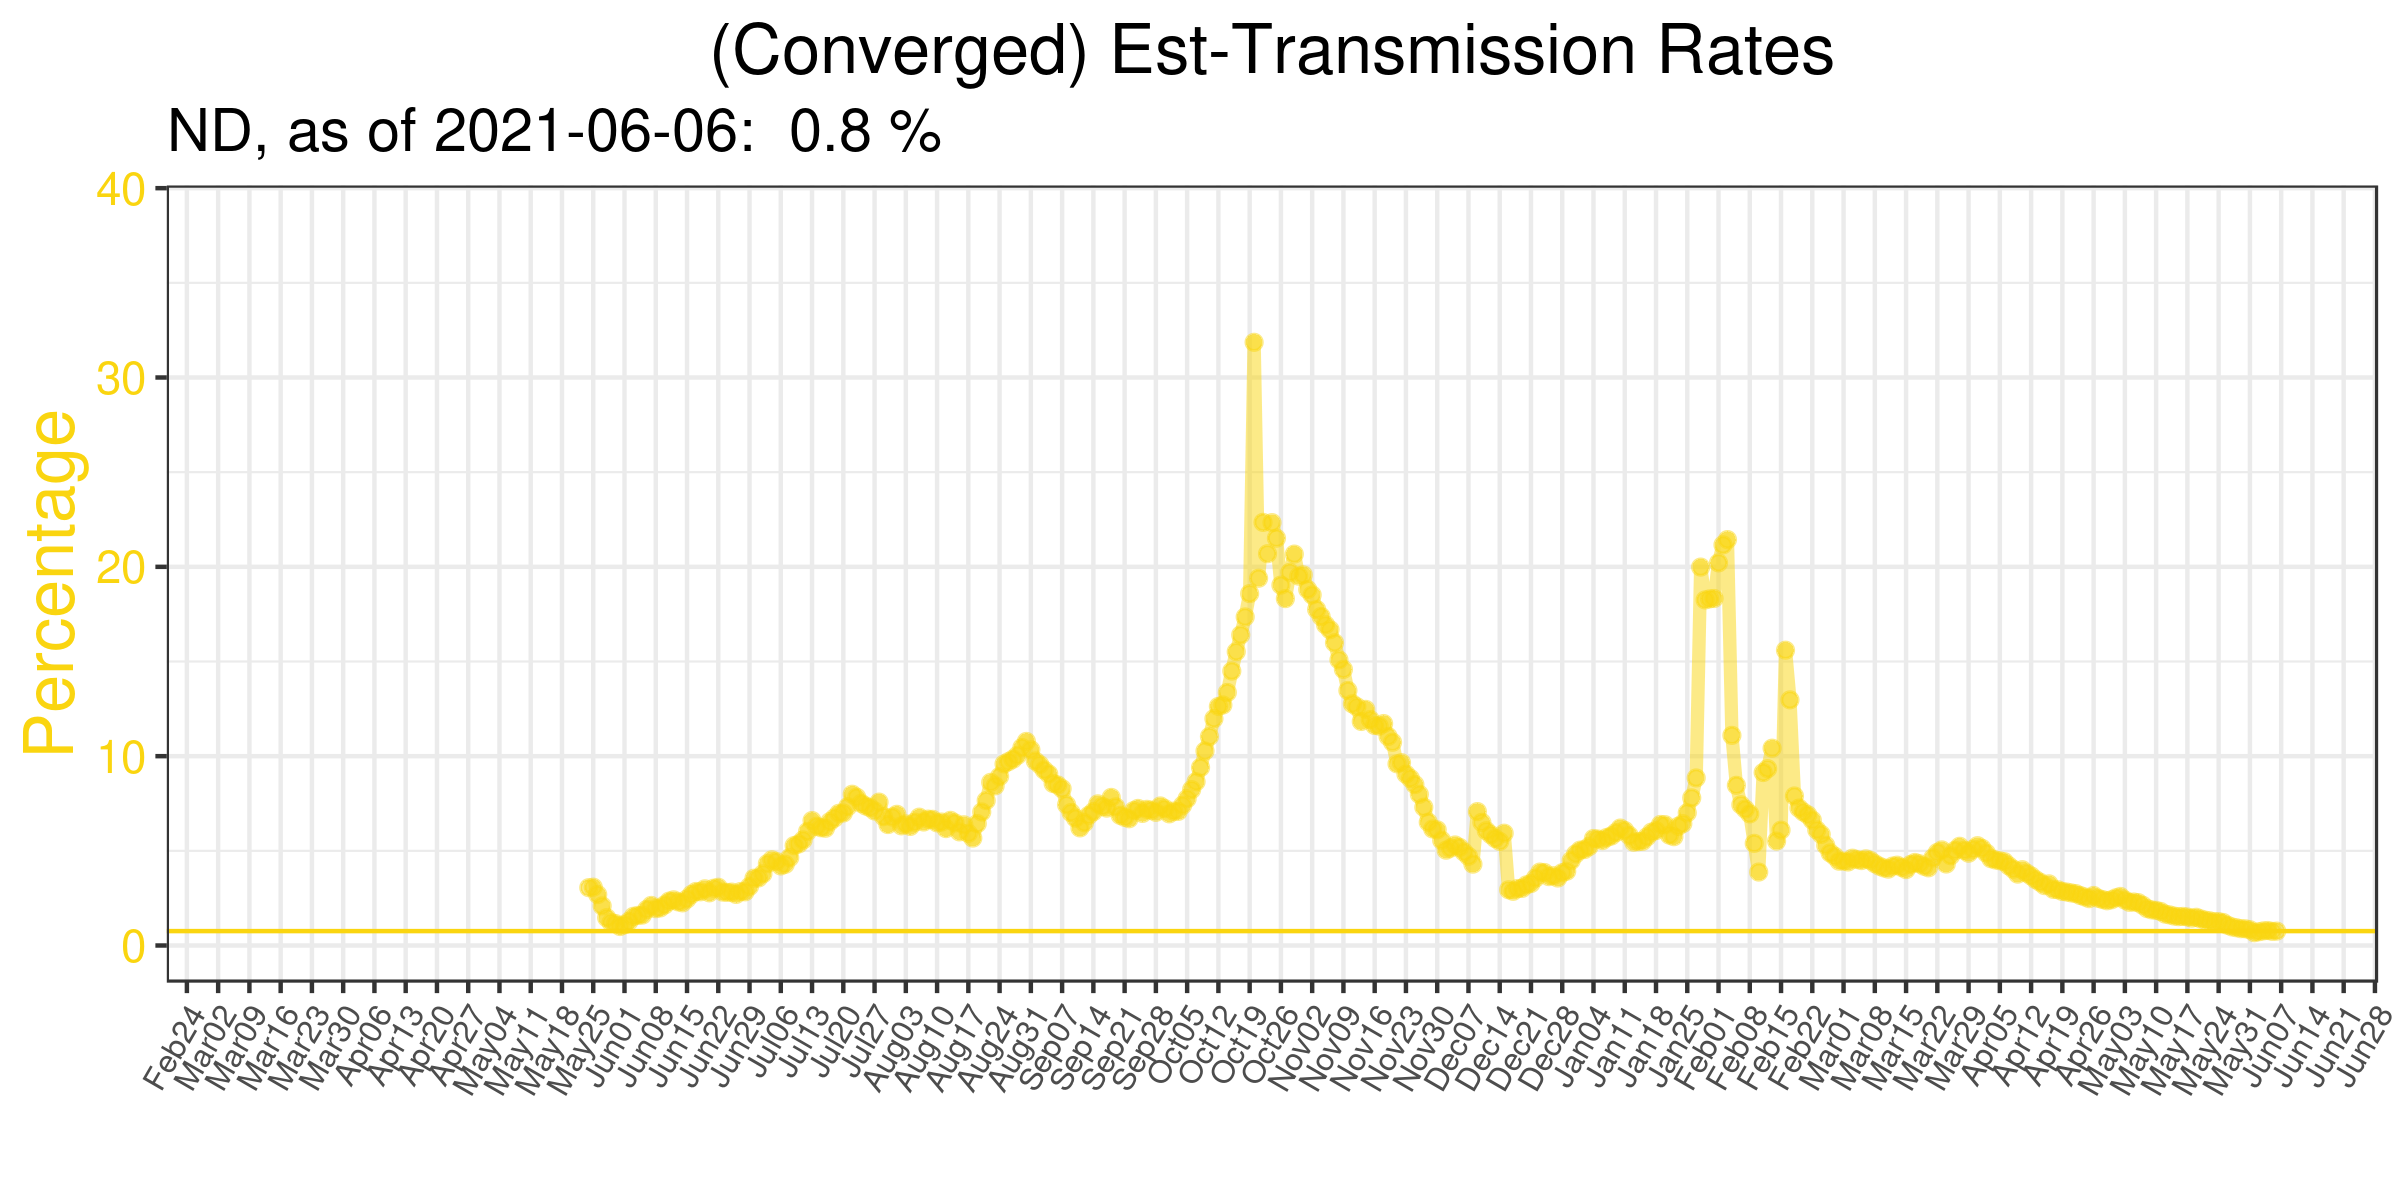 (Converged) Est-Transmission Rates
ND, as of 2021-06-06: 0.8 %
Percentage
40
30
20
10
0
Feb24 Mar02 Mar09 Mar16 Mar23 Mar30 Apr06 Apr13 Apr20 Apr27 May04 May11 May18 May25 Jun01 Jun08 Jun15 Jun22 Jun29 Jul06 Jul13 Jul20 Jul27 Aug03 Aug10 Aug17 Aug24 Aug31 Sep07 Sep14 Sep21 Sep28 Oct05 Oct12 Oct19 Oct26 Nov02 Nov09 Nov16 Nov23 Nov30 Dec07 Dec14 Dec21 Dec28 Jan04 Jan11 Jan18 Jan25 Feb01 Feb08 Feb15 Feb22 Mar01 Mar08 Mar15 Mar22 Mar29 Apr05 Apr12 Apr19 Apr26 May03 May10 May17 May24 May31 Jun07 Jun14 Jun21 Jun28